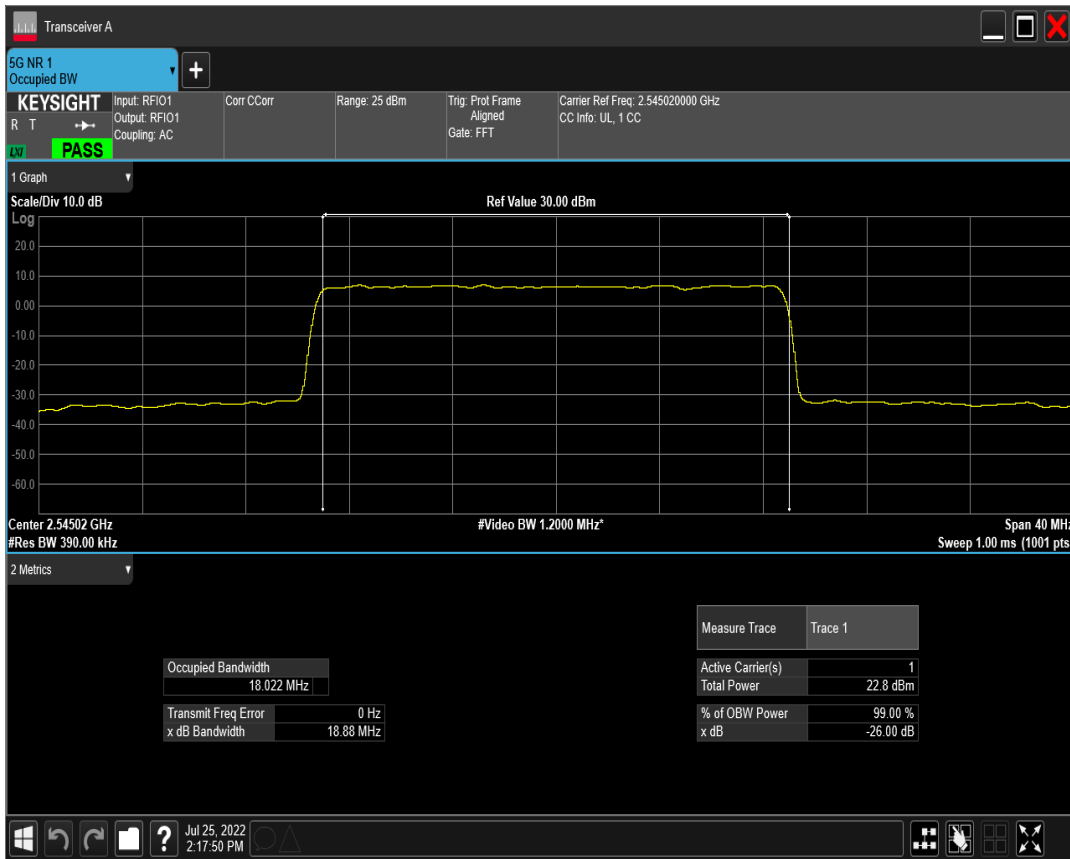 Transceiver A
5G NR 1
Occupied BW
KEYSIGHT
R T
LXI
PASS
Input: RFIO1
Output: RFIO1
Coupling: AC
Corr CCorr
Range: 25 dBm
Trig: Prot Frame
Aligned
Gate: FFT
Carrier Ref Freq: 2.545020000 GHz
CC Info: UL, 1 CC
1 Graph
Scale/Div 10.0 dB
Ref Value 30.00 dBm
Log
20.0
10.0
0.00
-10.0
-20.0
-30.0
-40.0
-50.0
-60.0
Center 2.54502 GHz
#Video BW 1.2000 MHz*
Span 40 MHz
#Res BW 390.00 kHz
Sweep 1.00 ms (1001 pts
2 Metrics
Measure Trace Trace 1
Occupied Bandwidth
18.022 MHz
Active Carrier(s) 1
Total Power 22.8 dBm
Transmit Freq Error 0 Hz
x dB Bandwidth 18.88 MHz
% of OBW Power 99.00 %
x dB -26.00 dB
?
Jul 25, 2022
2:17:50 PM